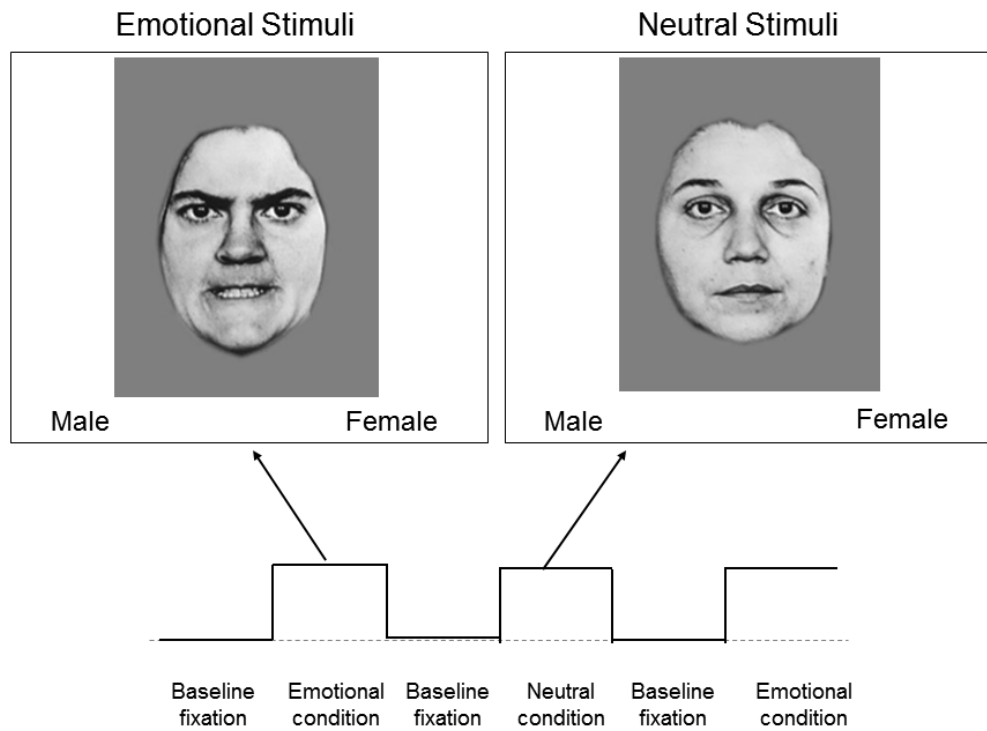 Emotional Stimuli
Neutral Stimuli
Male
Female
Male
Female
Baseline
fixation
Emotional
condition
Baseline
fixation
Neutral
condition
Baseline
fixation
Emotional
condition